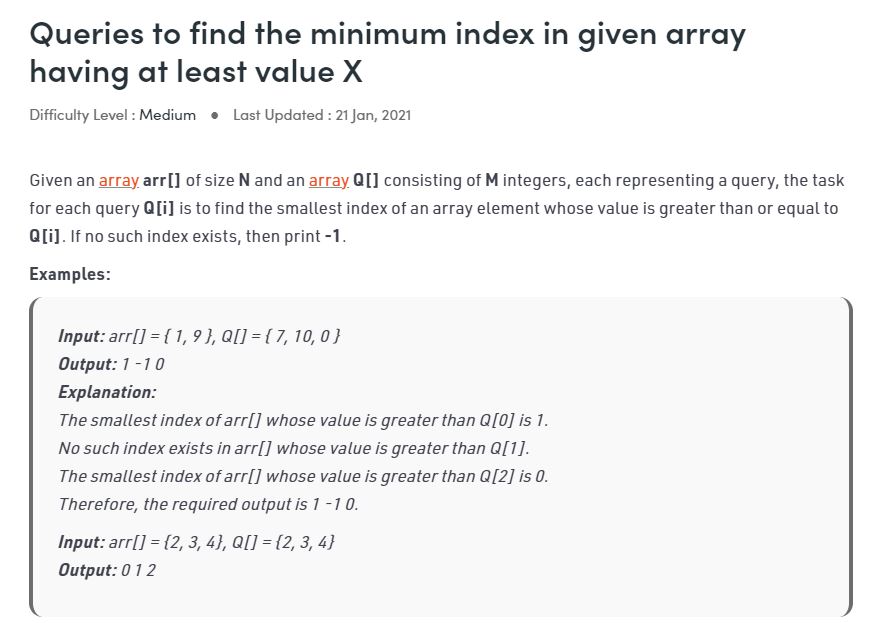 Queries to find the minimum index in given array
having at least value X
Difficulty Level : Medium ● Last Updated : 21 Jan, 2021
Given an array arr[] of size N and an array Q[] consisting of M integers, each representing a query, the task
for each query Q[i] is to find the smallest index of an array element whose value is greater than or equal to
Q[i]. If no such index exists, then print -1.
Examples:
Input: arr[] = { 1, 9 }, Q[] = { 7, 10, 0 }
Output: 1 -1 0
Explanation:
The smallest index of arr[] whose value is greater than Q[0] is 1.
No such index exists in arr[] whose value is greater than Q[1].
The smallest index of arr[] whose value is greater than Q[2] is 0.
Therefore, the required output is 1 -1 0.
Input: arr[] = {2, 3, 4}, Q[] = {2, 3, 4}
Output: 0 1 2